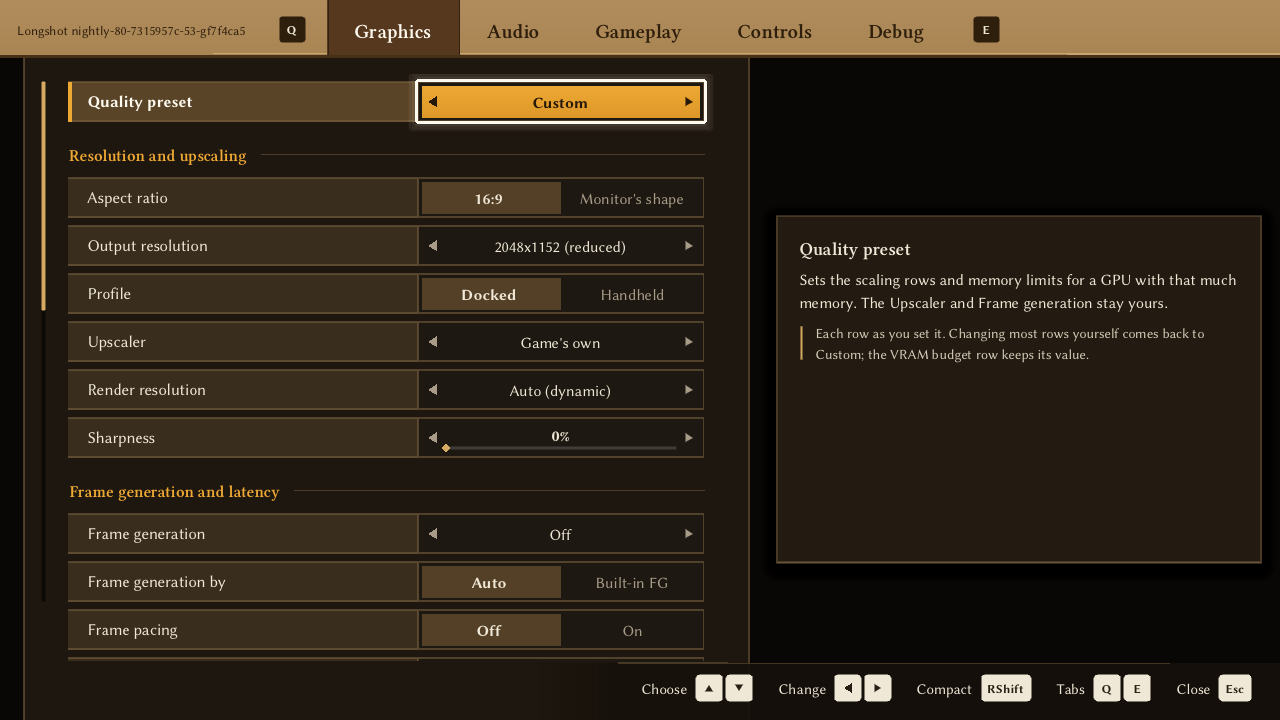 Longshot nightly-80-7315957c-53-gf7f4ca5
Q
Graphics
Audio
Gameplay
Controls
Debug
E
Quality preset
Custom
Resolution and upscaling
Aspect ratio
16:9
Monitor's shape
Output resolution
2048x1152 (reduced)
Profile
Docked
Handheld
Upscaler
Game's own
Render resolution
Auto (dynamic)
Sharpness
0%
Frame generation and latency
Frame generation
Off
Frame generation by
Auto
Built-in FG
Frame pacing
Off
On
Quality preset
Sets the scaling rows and memory limits for a GPU with that much
memory. The Upscaler and Frame generation stay yours.
Each row as you set it. Changing most rows yourself comes back to
Custom; the VRAM budget row keeps its value.
Choose
Change
Compact
RShift
Tabs
Q
E
Close
Esc